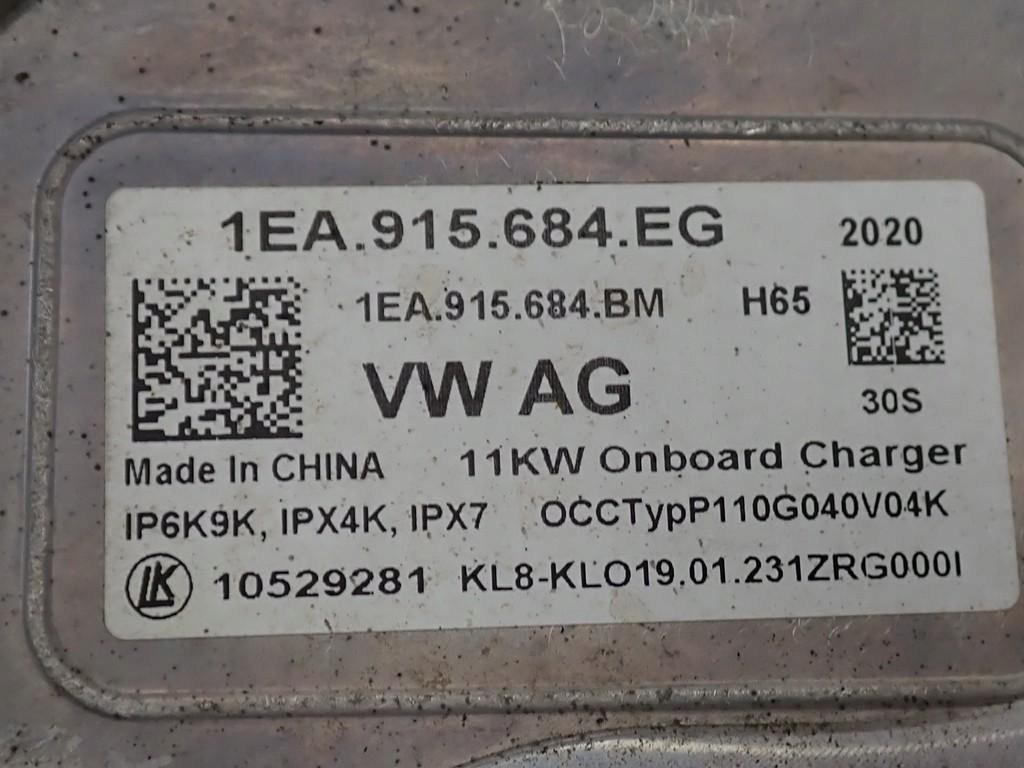 1EA.915.684.EG 2020
1EA.915.684.BM H65
VW AG
30S
Made In CHINA 11KW Onboard Charger
IP6K9K, IPX4K, IPX7 OCCTypP110G040V04K
LK 10529281 KL8-KLO19.01.231ZRG000I